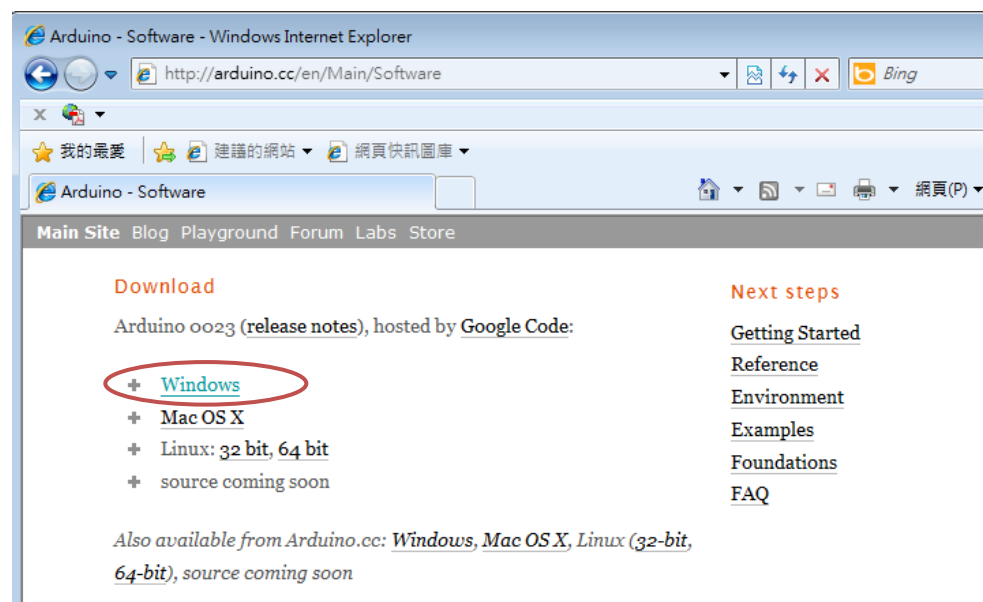 Arduino - Software - Windows Internet Explorer
http://arduino.cc/en/Main/Software
Bing
我的最愛 建議的網站 網頁快訊圖庫
Arduino - Software
網頁(P)
Main Site Blog Playground Forum Labs Store
Download
Arduino 0023 (release notes), hosted by Google Code:
Windows
Mac OS X
Linux: 32 bit, 64 bit
source coming soon
Also available from Arduino.cc: Windows, Mac OS X, Linux (32-bit,
64-bit), source coming soon
Next steps
Getting Started
Reference
Environment
Examples
Foundations
FAQ